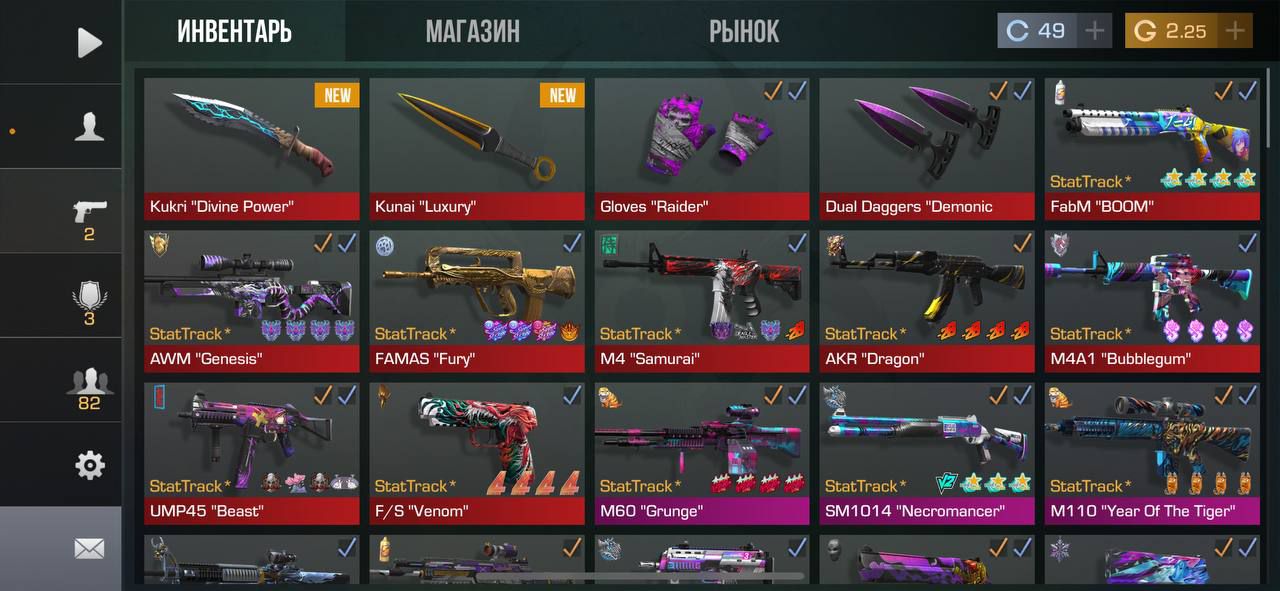 ИНВЕНТАРЬ
МАГАЗИН
РЫНОК
49
2.25
NEW
NEW
Kukri "Divine Power"
Kunai "Luxury"
Gloves "Raider"
Dual Daggers "Demonic
StatTrack*
FabM "BOOM"
2
StatTrack*
AWM "Genesis"
StatTrack*
FAMAS "Fury"
StatTrack*
M4 "Samurai"
StatTrack*
AKR "Dragon"
StatTrack*
M4A1 "Bubblegum"
3
82
StatTrack*
UMP45 "Beast"
StatTrack*
F/S "Venom"
StatTrack*
M60 "Grunge"
StatTrack*
SM1014 "Necromancer"
StatTrack*
M110 "Year Of The Tiger"